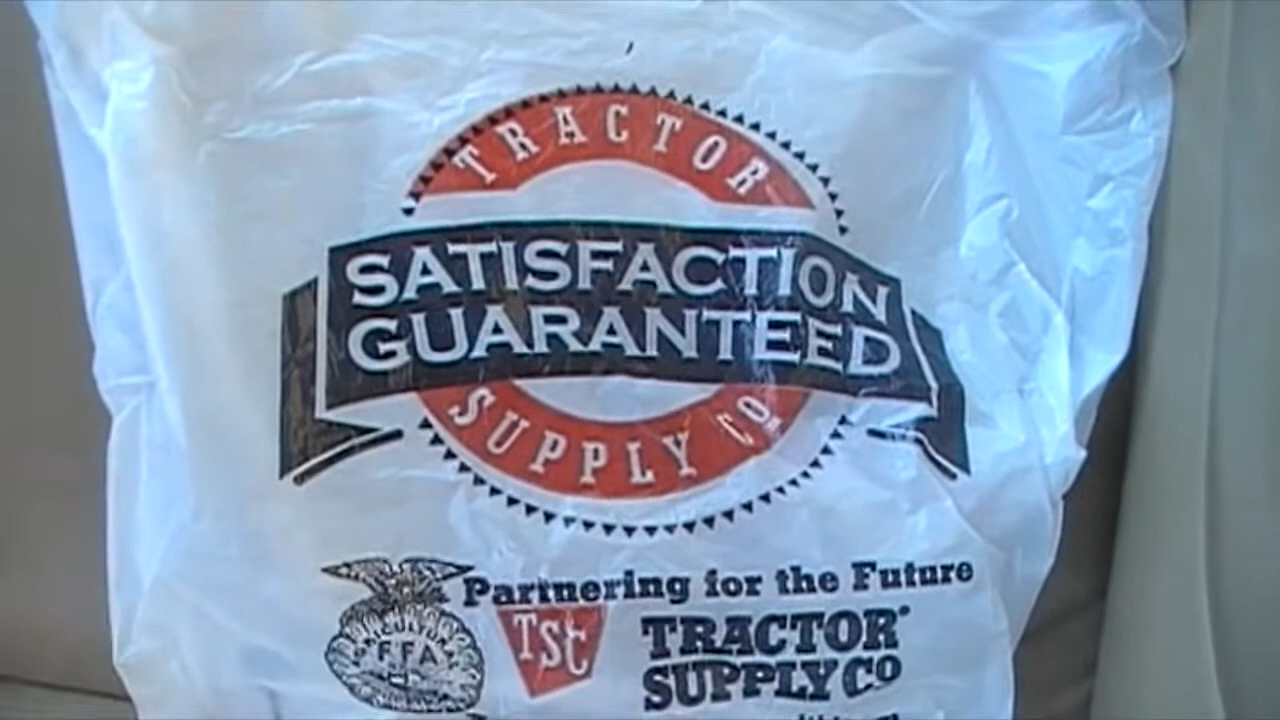 TRACTOR
SATISFACTION
GUARANTEED
SUPPLY CO
Partnering for the Future
FFA
TSC
TRACTOR
SUPPLY CO